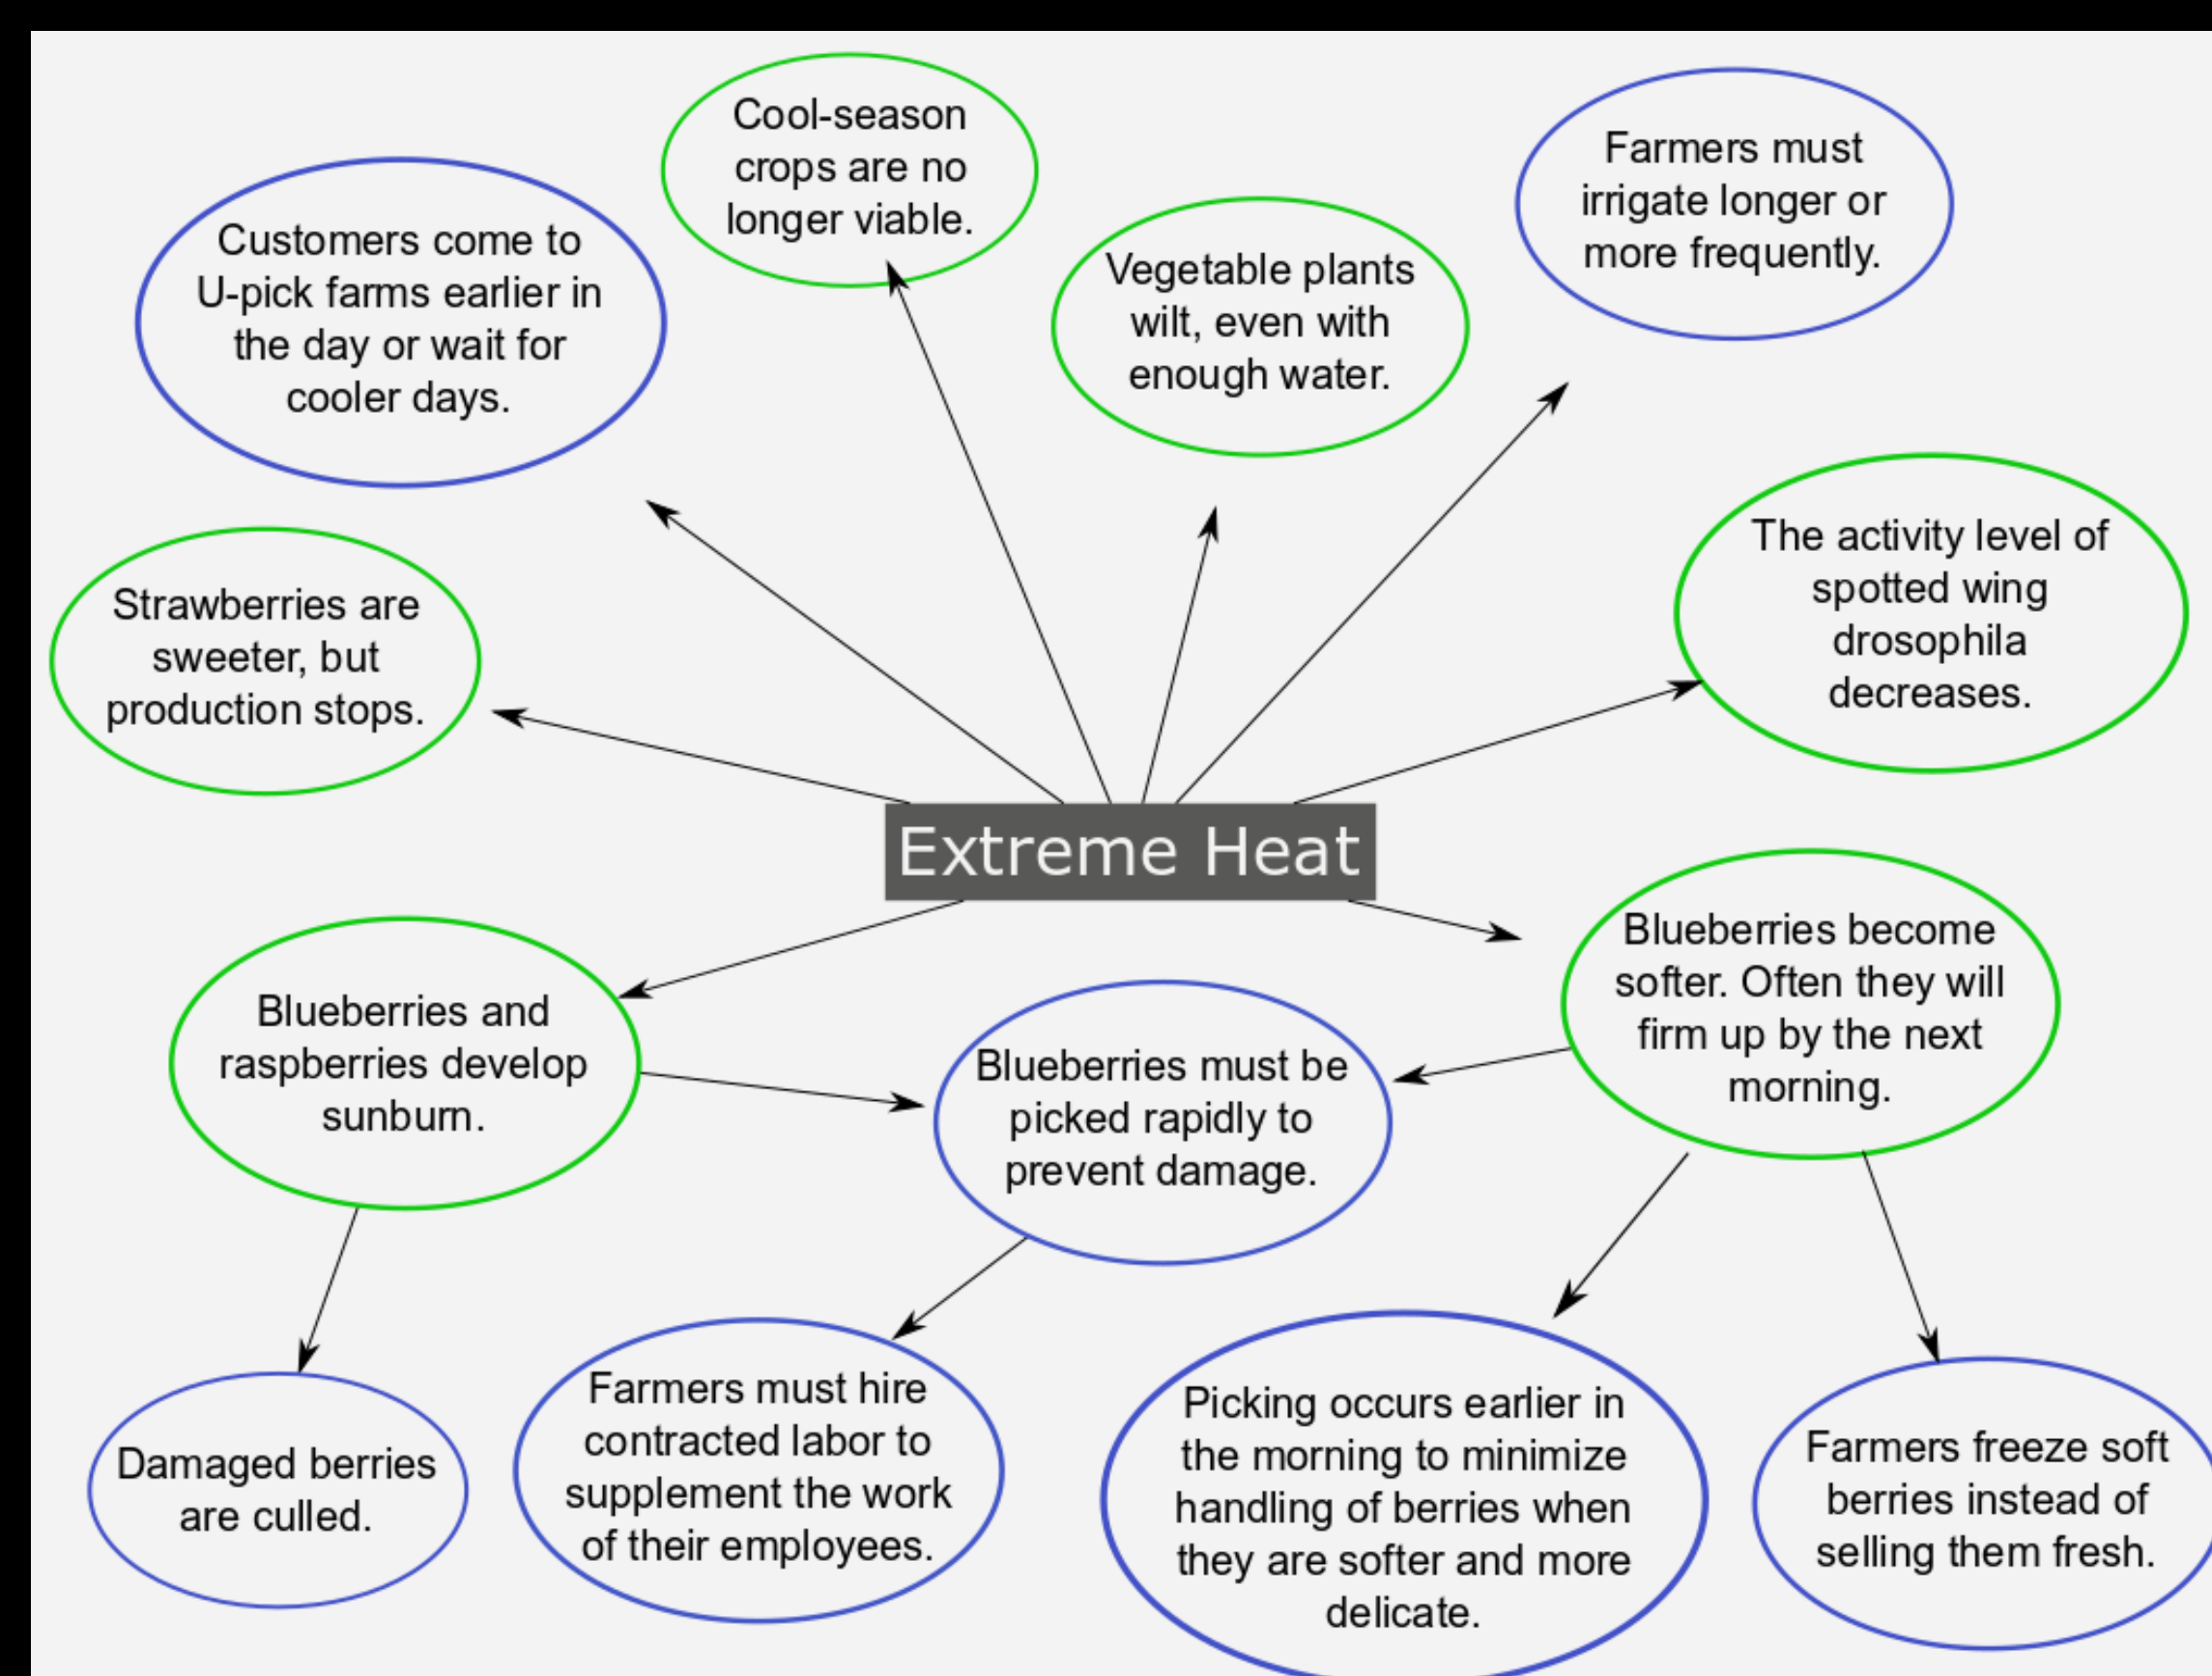 Cool-season
crops are no
longer viable.
Farmers must
irrigate longer or
more frequently.
Customers come to
U-pick farms earlier in
the day or wait for
cooler days.
Vegetable plants
wilt, even with
enough water.
The activity level of
spotted wing
drosophila
decreases.
Strawberries are
sweeter, but
production stops.
Extreme Heat
Blueberries become
softer. Often they will
firm up by the next
morning.
Blueberries and
raspberries develop
sunburn.
Blueberries must be
picked rapidly to
prevent damage.
Damaged berries
are culled.
Farmers must hire
contracted labor to
supplement the work
of their employees.
Picking occurs earlier in
the morning to minimize
handling of berries when
they are softer and more
delicate.
Farmers freeze soft
berries instead of
selling them fresh.